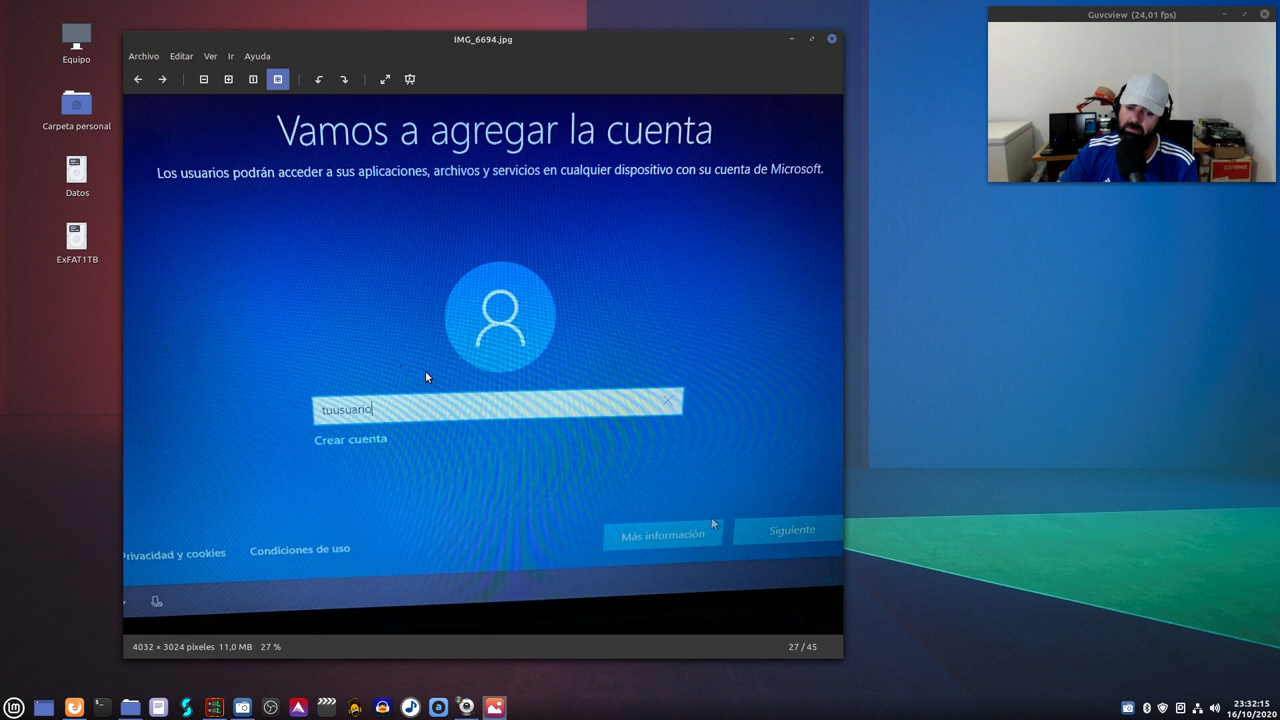 IMG_6694.jpg
Guvcview (24,01 fps)
Archivo Editar Ver Ir Ayuda
Equipo
Carpeta personal
Datos
ExFAT1TB
Vamos a agregar la cuenta
Los usuarios podrán acceder a sus aplicaciones, archivos y servicios en cualquier dispositivo con su cuenta de Microsoft.
tuusuario
Crear cuenta
Más información
Siguiente
Privacidad y cookies
Condiciones de uso
4032 × 3024 píxeles 11,0 MB 27 %
27 / 45
23:32:15
16/10/2020